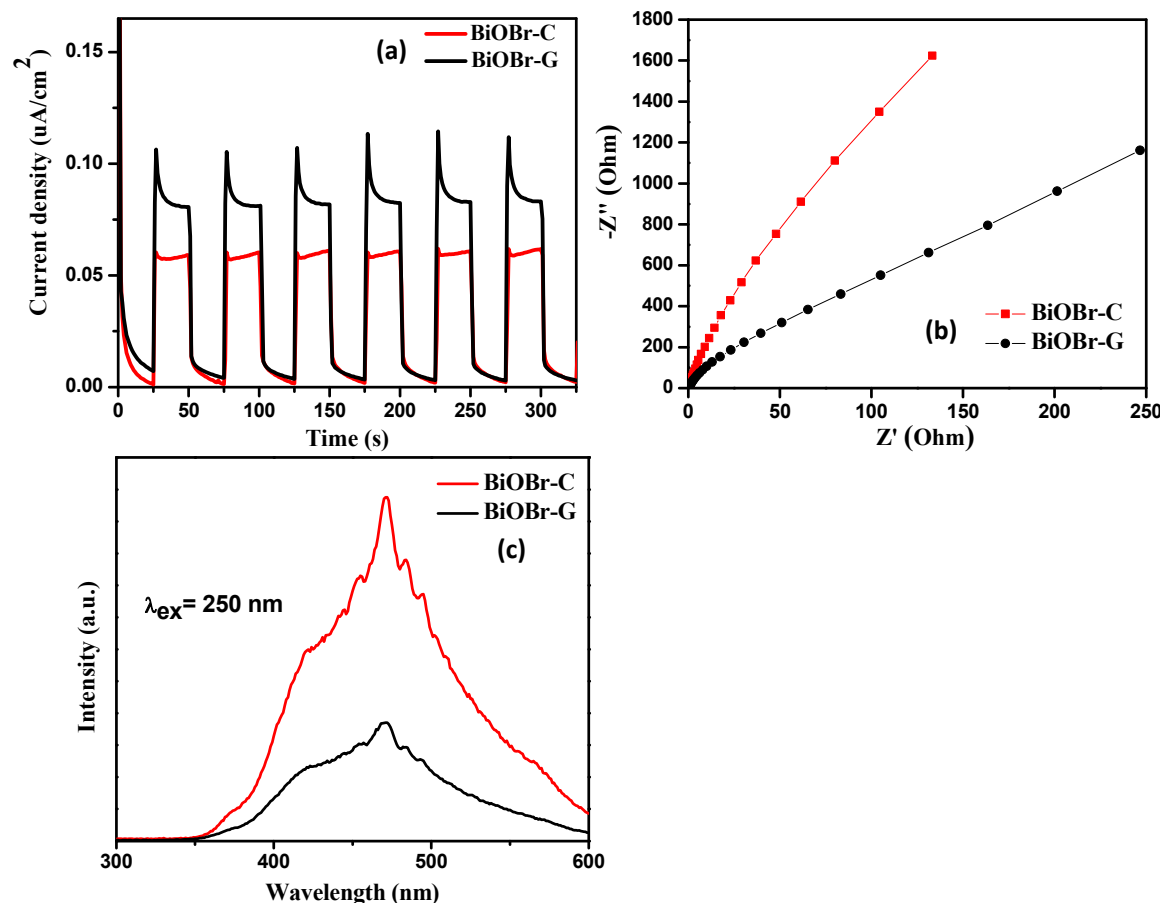 (a)
BiOBr-C
BiOBr-G
0.15
0.10
0.05
0.00
Current density (uA/cm²)
0 50 100 150 200 250 300
Time (s)
1800
1600
1400
1200
1000
800
600
400
200
0
-Z'' (Ohm)
(b)
BiOBr-C
BiOBr-G
0 50 100 150 200 250
Z' (Ohm)
BiOBr-C
BiOBr-G
(c)
λex= 250 nm
Intensity (a.u.)
300 400 500 600
Wavelength (nm)